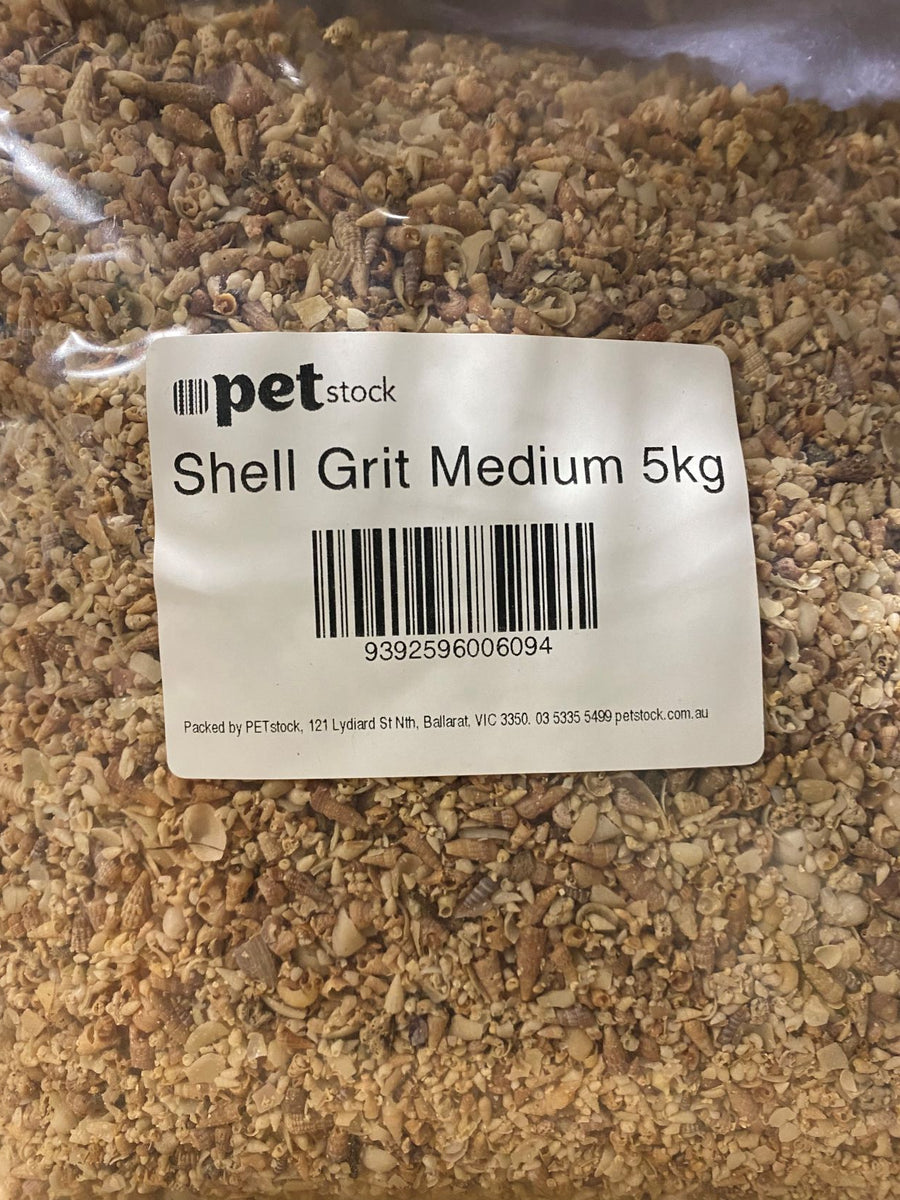 petstock
Shell Grit Medium 5kg
9392596006094
Packed by PETstock, 121 Lydiard St Nth, Ballarat, VIC 3350. 03 5335 5499 petstock.com.au